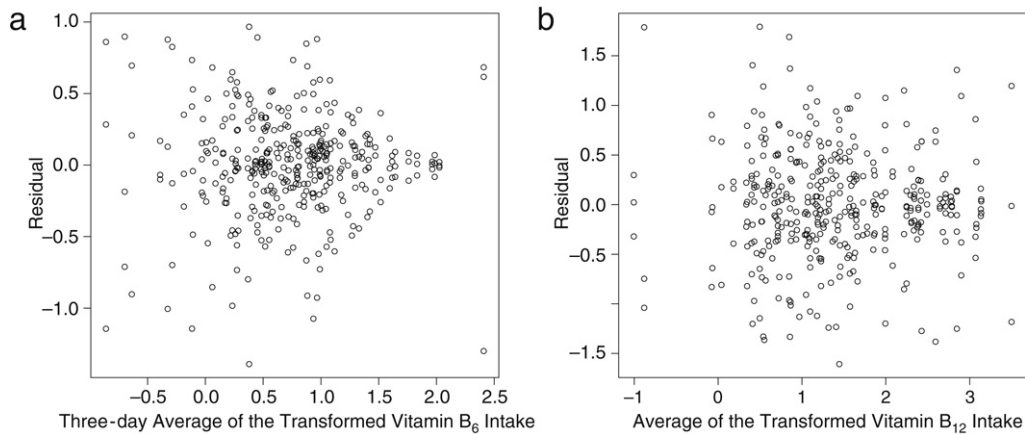 a
Residual
1.0
0.5
0.0
−0.5
−1.0
−0.5 0.0 0.5 1.0 1.5 2.0 2.5
Three-day Average of the Transformed Vitamin B6 Intake
b
Residual
1.5
1.0
0.5
0.0
−0.5
−1.0
−1.5
−1 0 1 2 3
Average of the Transformed Vitamin B12 Intake